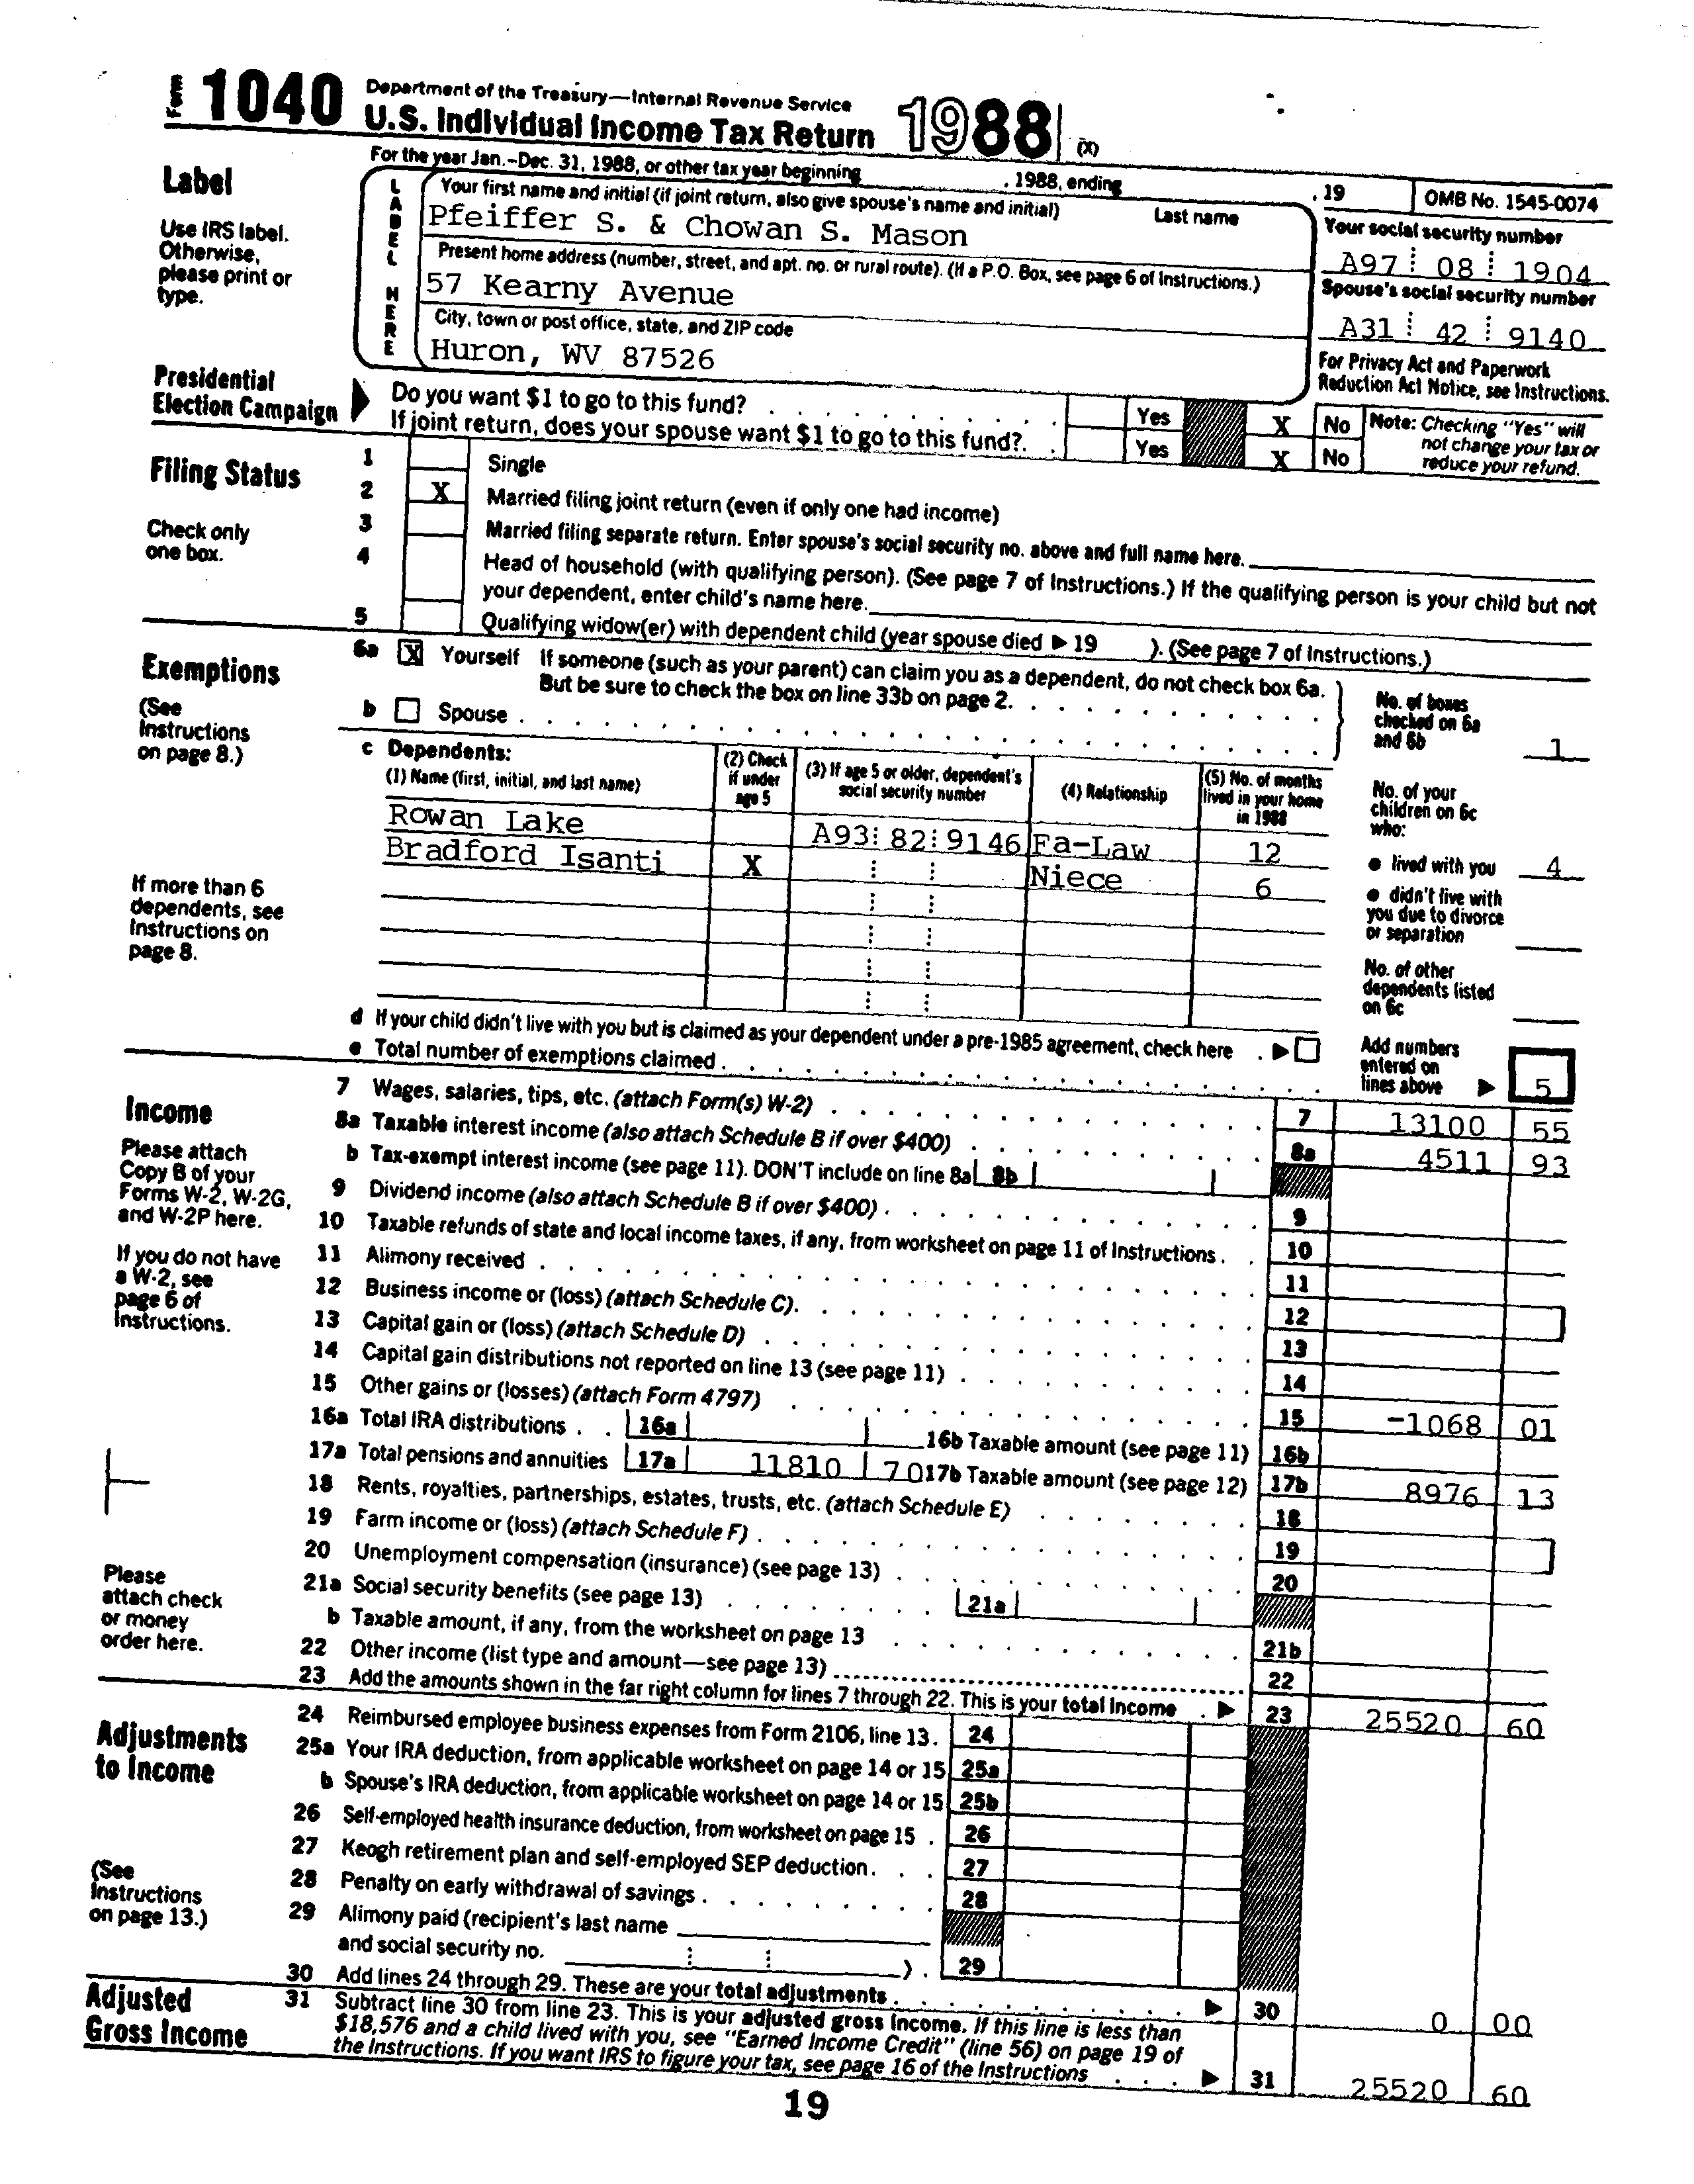 Form 1040 Department of the Treasury—Internal Revenue Service
U.S. Individual Income Tax Return 1988 (X)
For the year Jan.–Dec. 31, 1988, or other tax year beginning , 1988, ending , 19 OMB No. 1545-0074
Label
Use IRS label.
Otherwise,
please print or
type.
LABEL HERE
Your first name and initial (if joint return, also give spouse's name and initial) Last name
Pfeiffer S. & Chowan S. Mason
Present home address (number, street, and apt. no. or rural route). (If a P.O. Box, see page 6 of Instructions.)
57 Kearny Avenue
City, town or post office, state, and ZIP code
Huron, WV 87526
Your social security number
A97 08 1904
Spouse's social security number
A31 42 9140
For Privacy Act and Paperwork
Reduction Act Notice, see Instructions.
Presidential
Election Campaign
Do you want $1 to go to this fund? Yes X No
If joint return, does your spouse want $1 to go to this fund? Yes X No
Note: Checking "Yes" will
not change your tax or
reduce your refund.
Filing Status
Check only
one box.
1 Single
2 X Married filing joint return (even if only one had income)
3 Married filing separate return. Enter spouse's social security no. above and full name here.
4 Head of household (with qualifying person). (See page 7 of Instructions.) If the qualifying person is your child but not
your dependent, enter child's name here.
5 Qualifying widow(er) with dependent child (year spouse died ▶ 19 ). (See page 7 of Instructions.)
Exemptions
(See
Instructions
on page 8.)
6a X Yourself If someone (such as your parent) can claim you as a dependent, do not check box 6a.
But be sure to check the box on line 33b on page 2.
b Spouse
No. of boxes
checked on 6a
and 6b 1
c Dependents:
(1) Name (first, initial, and last name)
(2) Check
if under
age 5
(3) If age 5 or older, dependent's
social security number
(4) Relationship
(5) No. of months
lived in your home
in 1988
Rowan Lake A93 82 9146 Fa-Law 12
Bradford Isanti X Niece 6
If more than 6
dependents, see
Instructions on
page 8.
No. of your
children on 6c
who:
● lived with you 4
● didn't live with
you due to divorce
or separation
No. of other
dependents listed
on 6c
d If your child didn't live with you but is claimed as your dependent under a pre-1985 agreement, check here ▶
e Total number of exemptions claimed
Add numbers
entered on
lines above ▶ 5
Income
Please attach
Copy B of your
Forms W-2, W-2G,
and W-2P here.
If you do not have
a W-2, see
page 6 of
Instructions.
Please
attach check
or money
order here.
7 Wages, salaries, tips, etc. (attach Form(s) W-2) 7 13100 55
8a Taxable interest income (also attach Schedule B if over $400) 8a 4511 93
b Tax-exempt interest income (see page 11). DON'T include on line 8a 8b
9 Dividend income (also attach Schedule B if over $400) 9
10 Taxable refunds of state and local income taxes, if any, from worksheet on page 11 of Instructions 10
11 Alimony received 11
12 Business income or (loss) (attach Schedule C) 12
13 Capital gain or (loss) (attach Schedule D) 13
14 Capital gain distributions not reported on line 13 (see page 11) 14
15 Other gains or (losses) (attach Form 4797) 15 -1068 01
16a Total IRA distributions 16a 16b Taxable amount (see page 11) 16b
17a Total pensions and annuities 17a 11810 70 17b Taxable amount (see page 12) 17b 8976 13
18 Rents, royalties, partnerships, estates, trusts, etc. (attach Schedule E) 18
19 Farm income or (loss) (attach Schedule F) 19
20 Unemployment compensation (insurance) (see page 13) 20
21a Social security benefits (see page 13) 21a
b Taxable amount, if any, from the worksheet on page 13 21b
22 Other income (list type and amount—see page 13) 22
23 Add the amounts shown in the far right column for lines 7 through 22. This is your total income ▶ 23 25520 60
Adjustments
to Income
(See
Instructions
on page 13.)
24 Reimbursed employee business expenses from Form 2106, line 13. 24
25a Your IRA deduction, from applicable worksheet on page 14 or 15 25a
b Spouse's IRA deduction, from applicable worksheet on page 14 or 15 25b
26 Self-employed health insurance deduction, from worksheet on page 15 26
27 Keogh retirement plan and self-employed SEP deduction 27
28 Penalty on early withdrawal of savings 28
29 Alimony paid (recipient's last name
and social security no. ). 29
30 Add lines 24 through 29. These are your total adjustments ▶ 30 0 00
Adjusted
Gross Income
31 Subtract line 30 from line 23. This is your adjusted gross income. If this line is less than
$18,576 and a child lived with you, see "Earned Income Credit" (line 56) on page 19 of
the Instructions. If you want IRS to figure your tax, see page 16 of the Instructions ▶ 31 25520 60
19